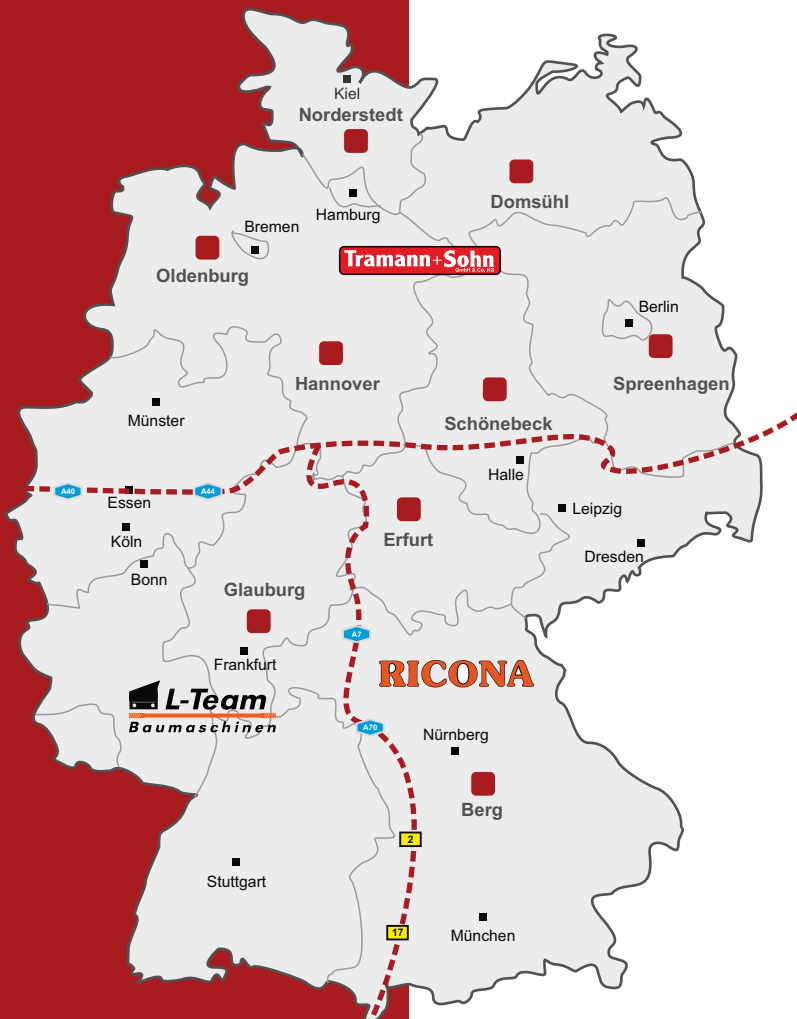 Kiel
Norderstedt
Domsühl
Hamburg
Bremen
Oldenburg
Tramann+Sohn
GmbH & Co. KG
Berlin
Hannover
Spreenhagen
Münster
Schönebeck
Halle
A40
A44
Essen
Leipzig
Köln
Erfurt
Dresden
Bonn
Glauburg
A7
Frankfurt
RICONA
L-Team
Baumaschinen
A70
Nürnberg
Berg
2
Stuttgart
17
München